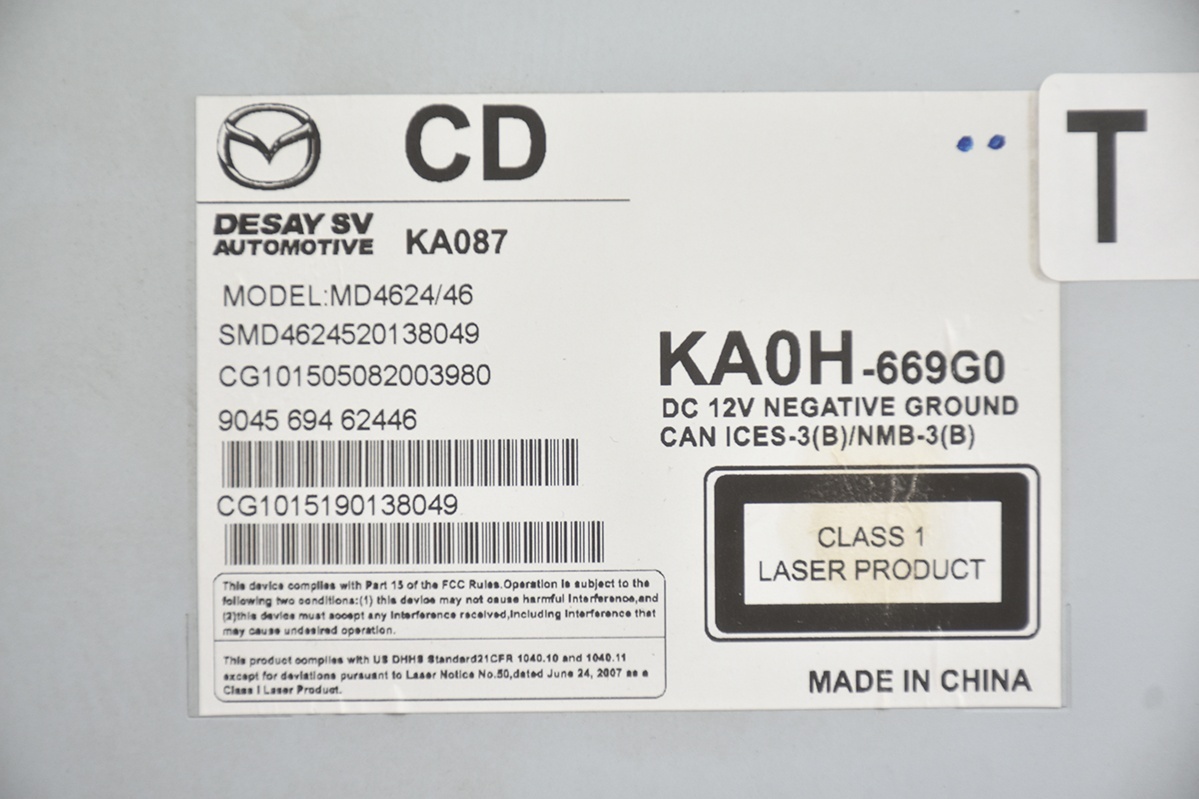 CD
T
DESAY SV
AUTOMOTIVE
KA087
MODEL:MD4624/46
SMD4624520138049
CG101505082003980
9045 694 62446
CG1015190138049
KA0H-669G0
DC 12V NEGATIVE GROUND
CAN ICES-3(B)/NMB-3(B)
CLASS 1
LASER PRODUCT
This device complies with Part 15 of the FCC Rules.Operation is subject to the
following two sonditions:(1) this device may not cause harmful Interference,and
(2)this device must accept any Interference received,Including Interference that
may cause undesired operation.
This product complies with US DHHS Standard21CFR 1040.10 and 1040.11
except for deviations pursuant to Laser Notice No.50,dated June 24, 2007 as a
Class I Laser Product.
MADE IN CHINA